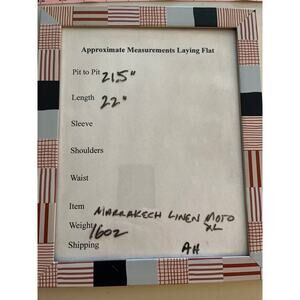 Approximate Measurements Laying Flat
Pit to Pit 21.5"
Length 22"
Sleeve
Shoulders
Waist
Item MARRAKECH LINEN MOTO
XL
Weight 16oz
Shipping AH